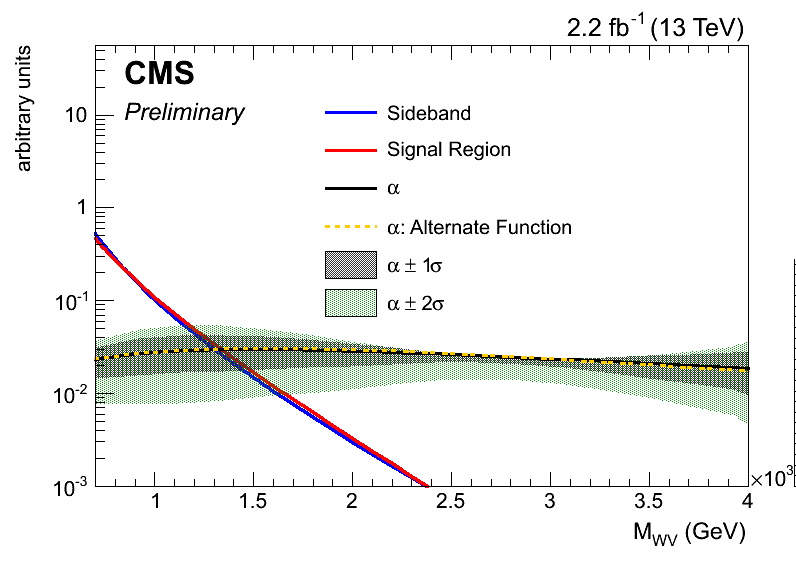 2.2 fb⁻¹ (13 TeV)
arbitrary units
CMS
Preliminary
Sideband
Signal Region
α
α: Alternate Function
α ± 1σ
α ± 2σ
10
1
10⁻¹
10⁻²
10⁻³
1 1.5 2 2.5 3 3.5 4
×10³
M_WV (GeV)